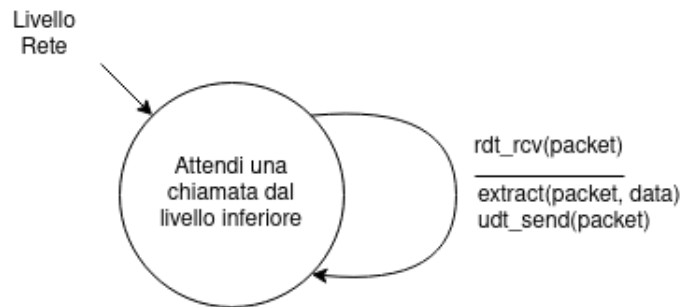 Livello
Rete
Attendi una
chiamata dal
livello inferiore
rdt_rcv(packet)
extract(packet, data)
udt_send(packet)